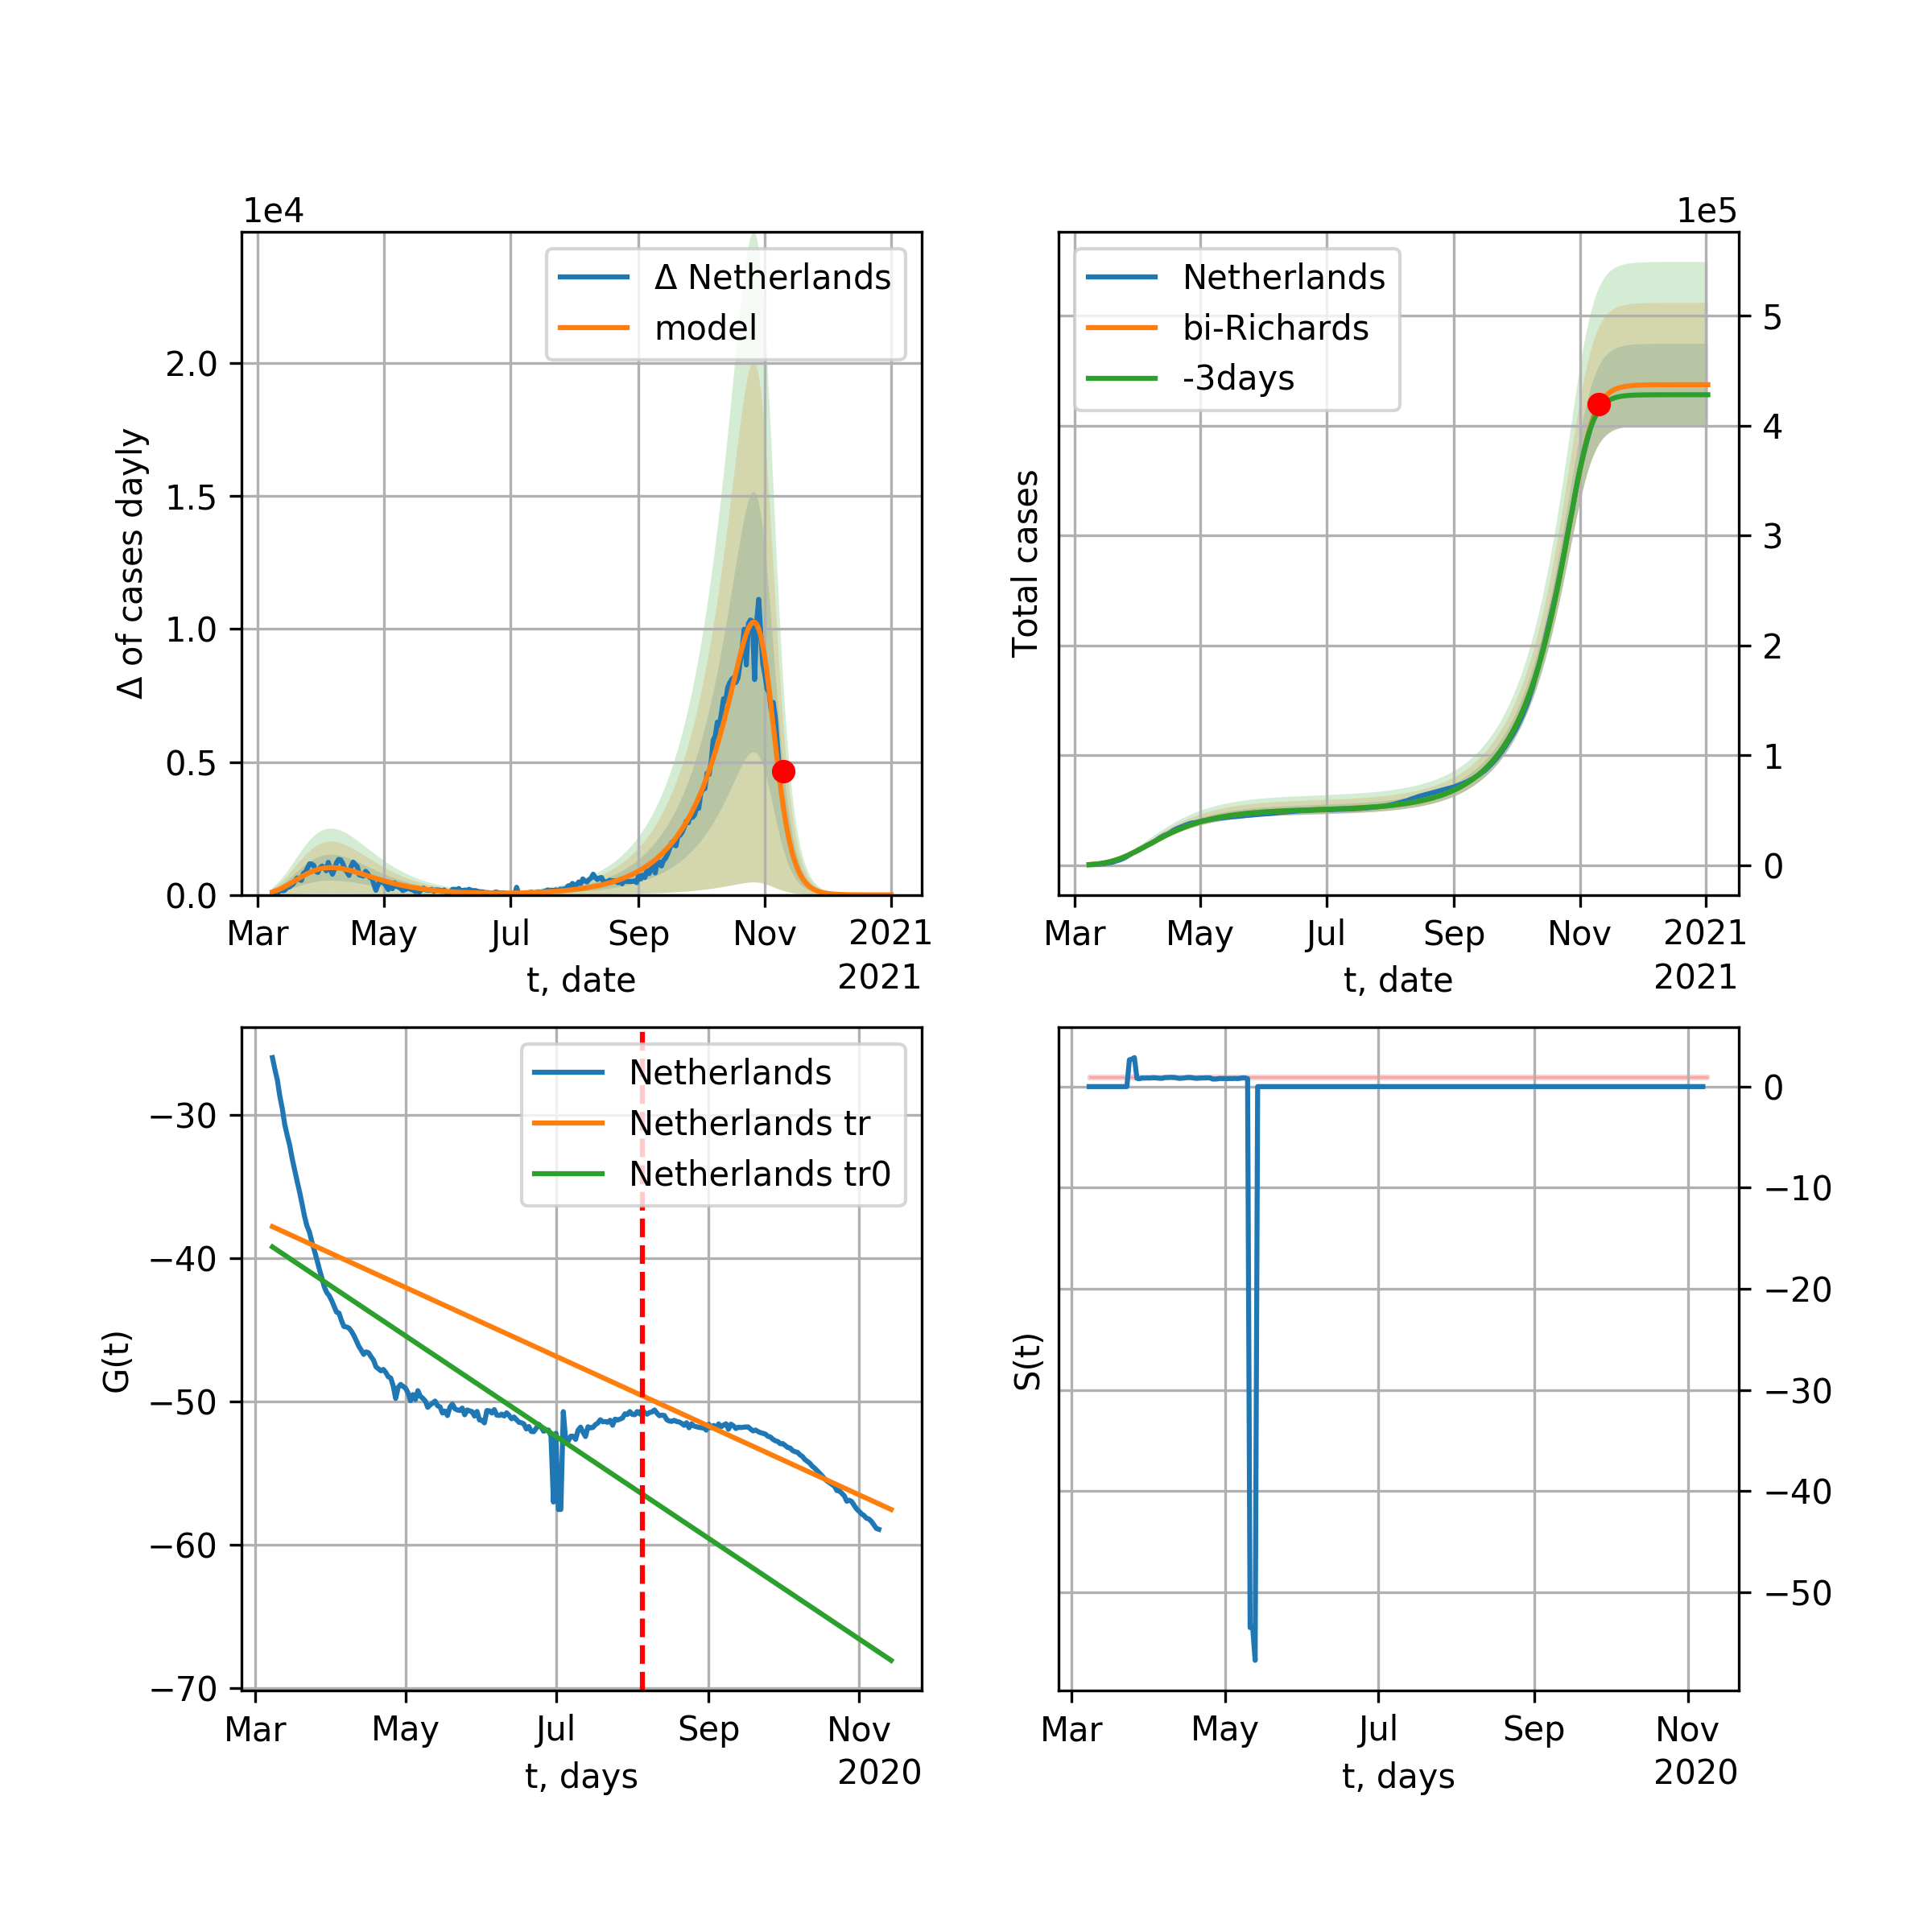 1e4
Δ Netherlands
model
2.0
1.5
1.0
0.5
0.0
Δ of cases dayly
Mar May Jul Sep Nov 2021
t, date 2021
1e5
Netherlands
bi-Richards
-3days
5
4
3
2
1
0
Total cases
Mar May Jul Sep Nov 2021
t, date 2021
Netherlands
Netherlands tr
Netherlands tr0
−30
−40
−50
−60
−70
G(t)
Mar May Jul Sep Nov
t, days 2020
0
−10
−20
−30
−40
−50
S(t)
Mar May Jul Sep Nov
t, days 2020